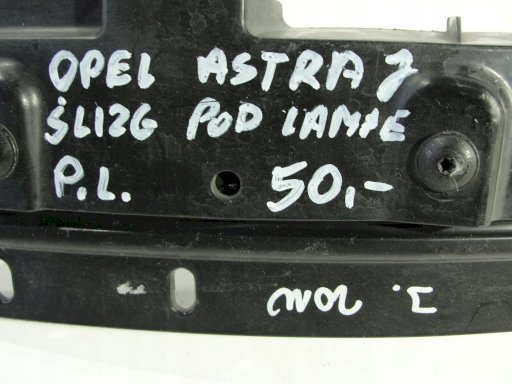 OPEL ASTRA J
ŚLIZG POD LAMPE
P.L. 50,-